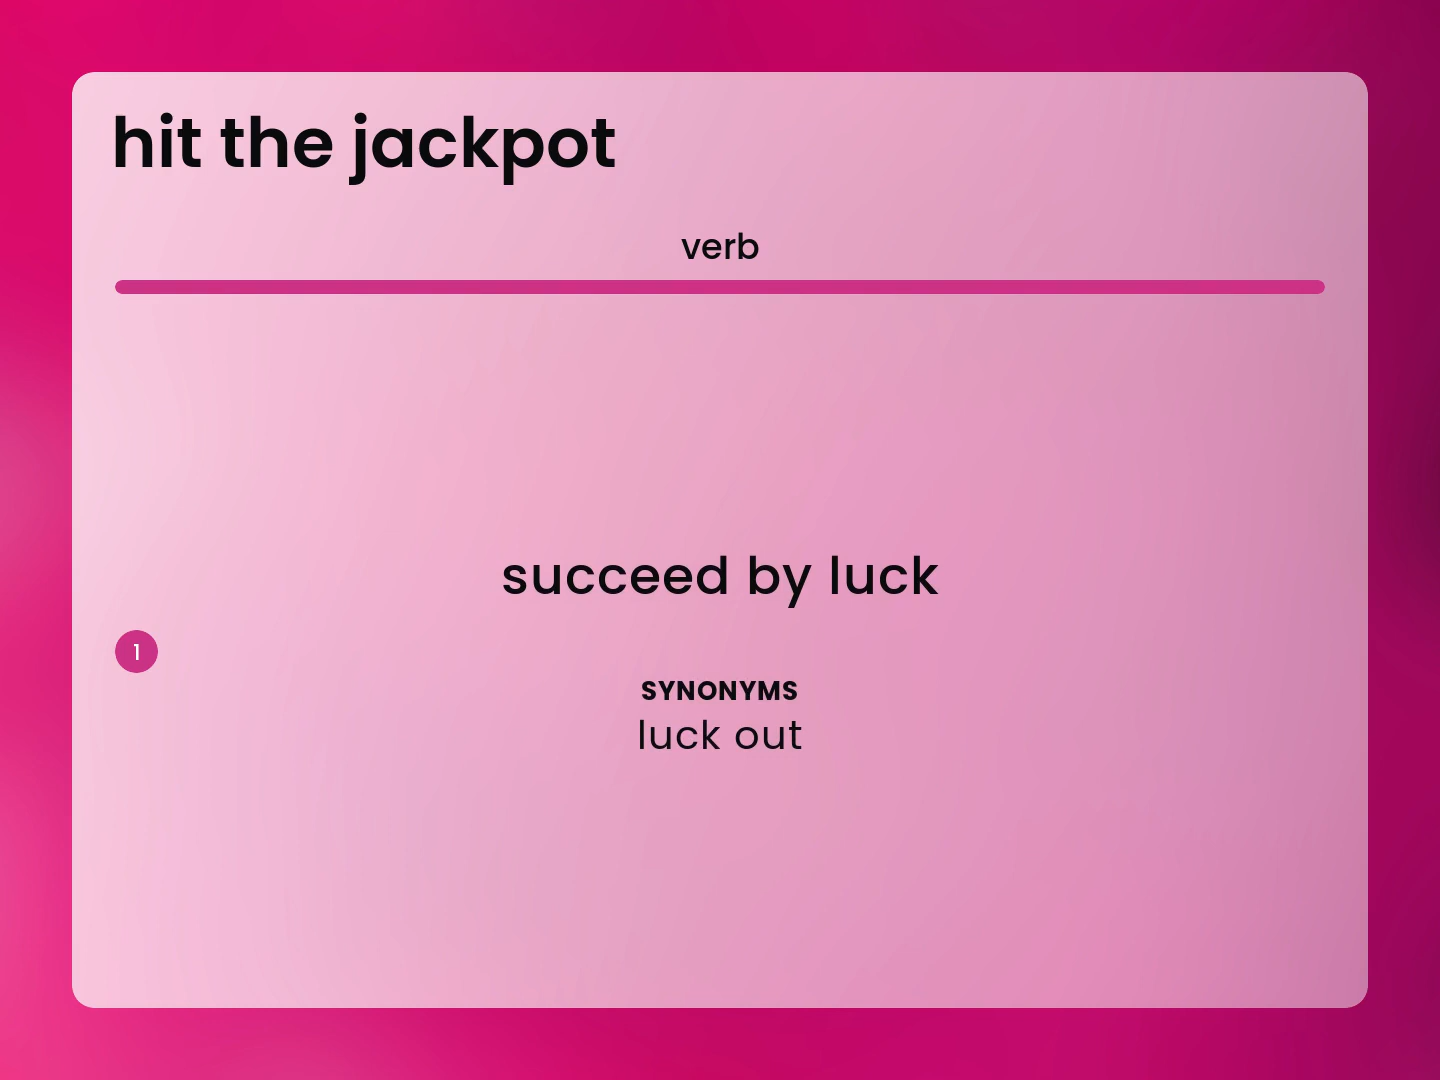 hit the jackpot
verb
succeed by luck
1
SYNONYMS
luck out